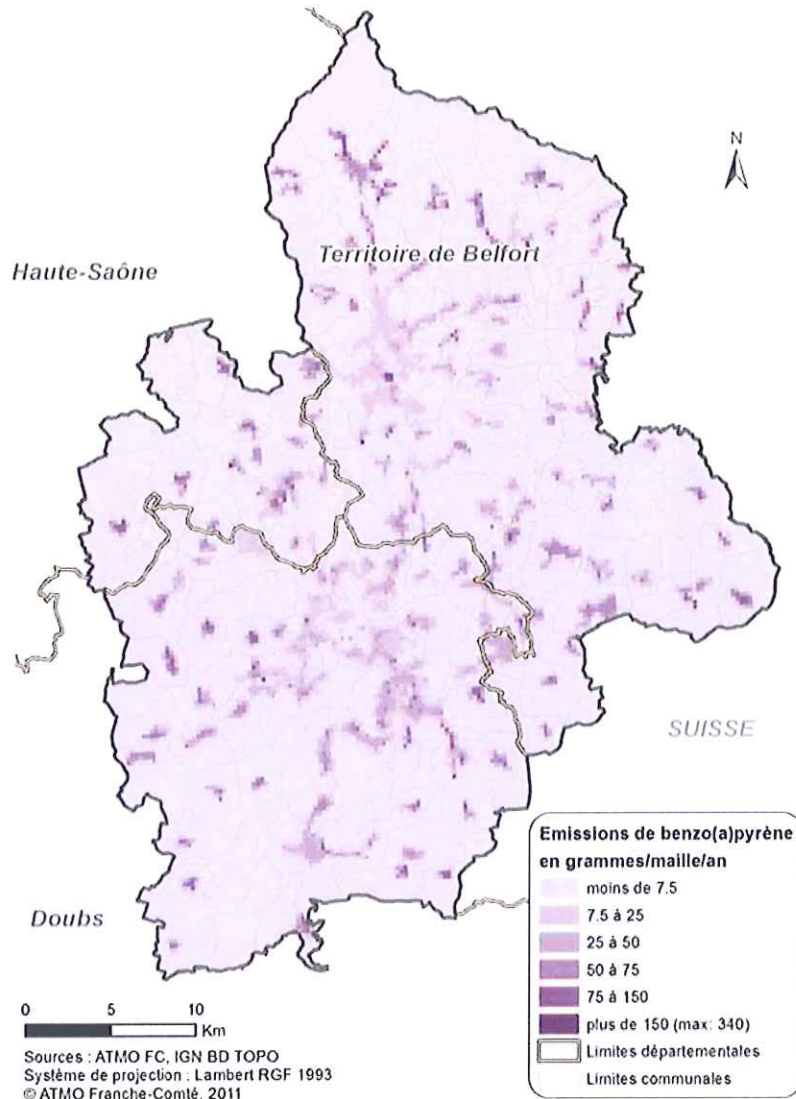 N
Territoire de Belfort
Haute-Saône
SUISSE
Doubs
Emissions de benzo(a)pyrène
en grammes/maille/an
moins de 7.5
7.5 à 25
25 à 50
50 à 75
75 à 150
plus de 150 (max: 340)
Limites départementales
Limites communales
0 5 10
Km
Sources : ATMO FC, IGN BD TOPO
Système de projection : Lambert RGF 1993
© ATMO Franche-Comté, 2011